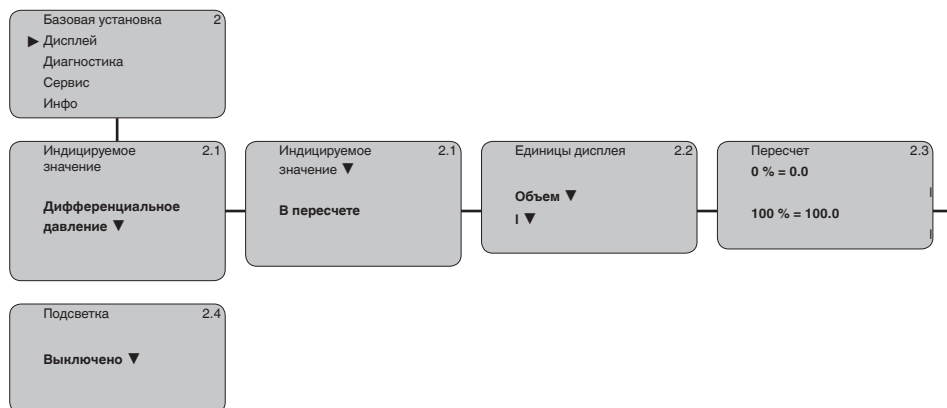 Базовая установка 2
▶ Дисплей
Диагностика
Сервис
Инфо
Индицируемое 2.1
значение
Дифференциальное
давление ▼
Индицируемое 2.1
значение ▼
В пересчете
Единицы дисплея 2.2
Объем ▼
l ▼
Пересчет 2.3
0 % = 0.0
l
100 % = 100.0
l
Подсветка 2.4
Выключено ▼